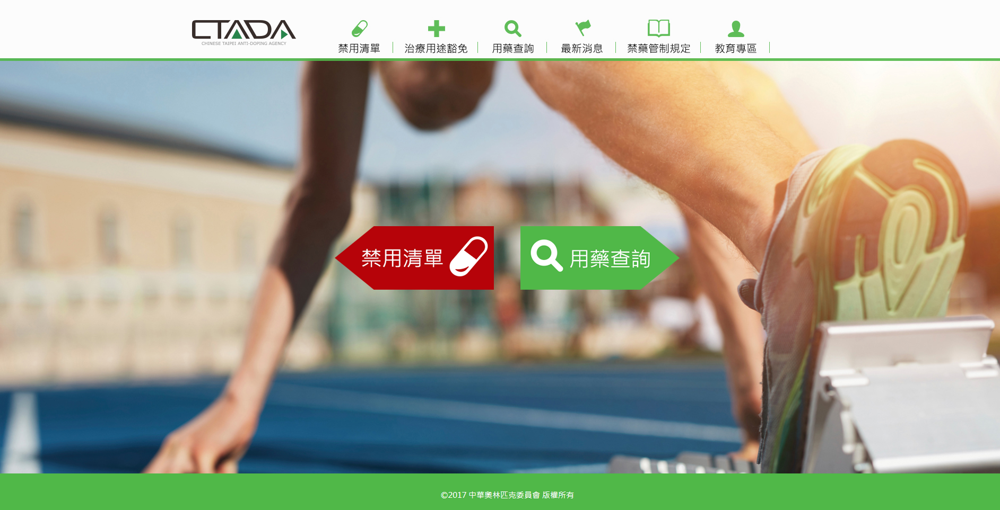 CTADA
CHINESE TAIPEI ANTI-DOPING AGENCY
禁用清單
治療用途豁免
用藥查詢
最新消息
禁藥管制規定
教育專區
禁用清單
用藥查詢
©2017 中華奧林匹克委員會 版權所有